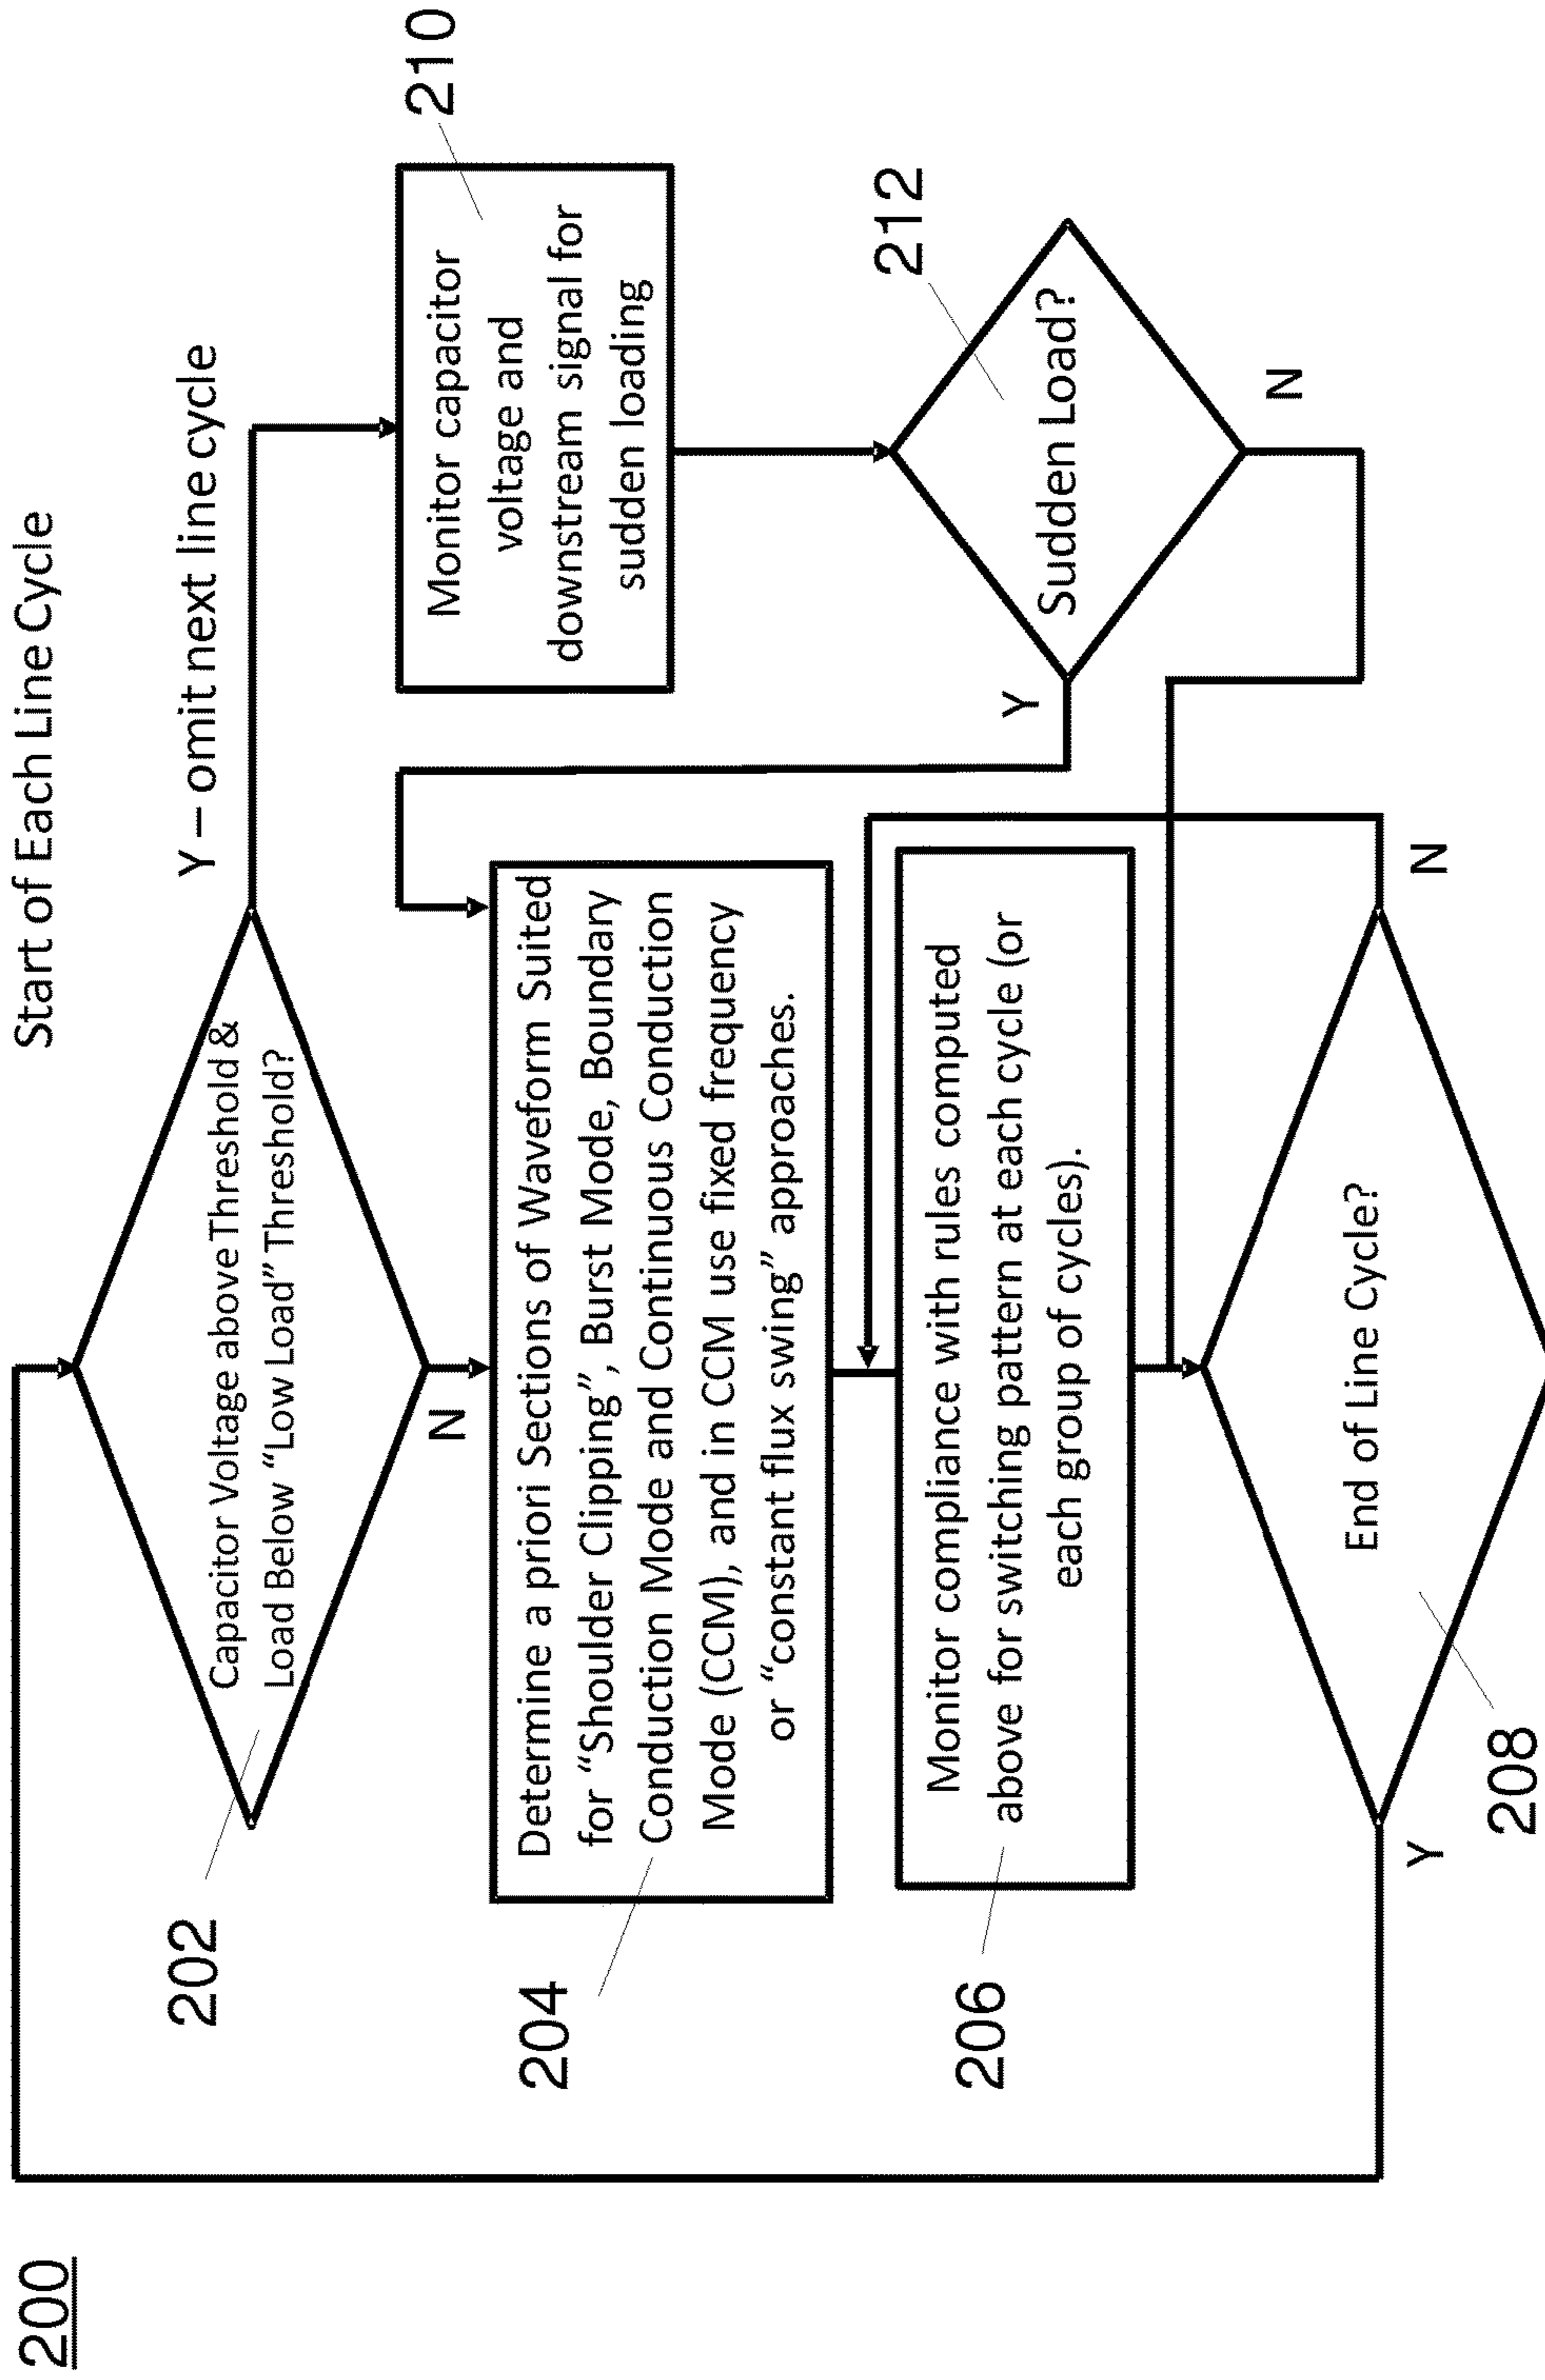 200
Start of Each Line Cycle
Y – omit next line cycle
202
Capacitor Voltage above Threshold &
Load Below “Low Load” Threshold?
N
210
Monitor capacitor
voltage and
downstream signal for
sudden loading
204
Determine a priori Sections of Waveform Suited
for “Shoulder Clipping”, Burst Mode, Boundary
Conduction Mode and Continuous Conduction
Mode (CCM), and in CCM use fixed frequency
or “constant flux swing” approaches.
212
Sudden Load?
Y
N
206
Monitor compliance with rules computed
above for switching pattern at each cycle (or
each group of cycles).
End of Line Cycle?
Y
N
208